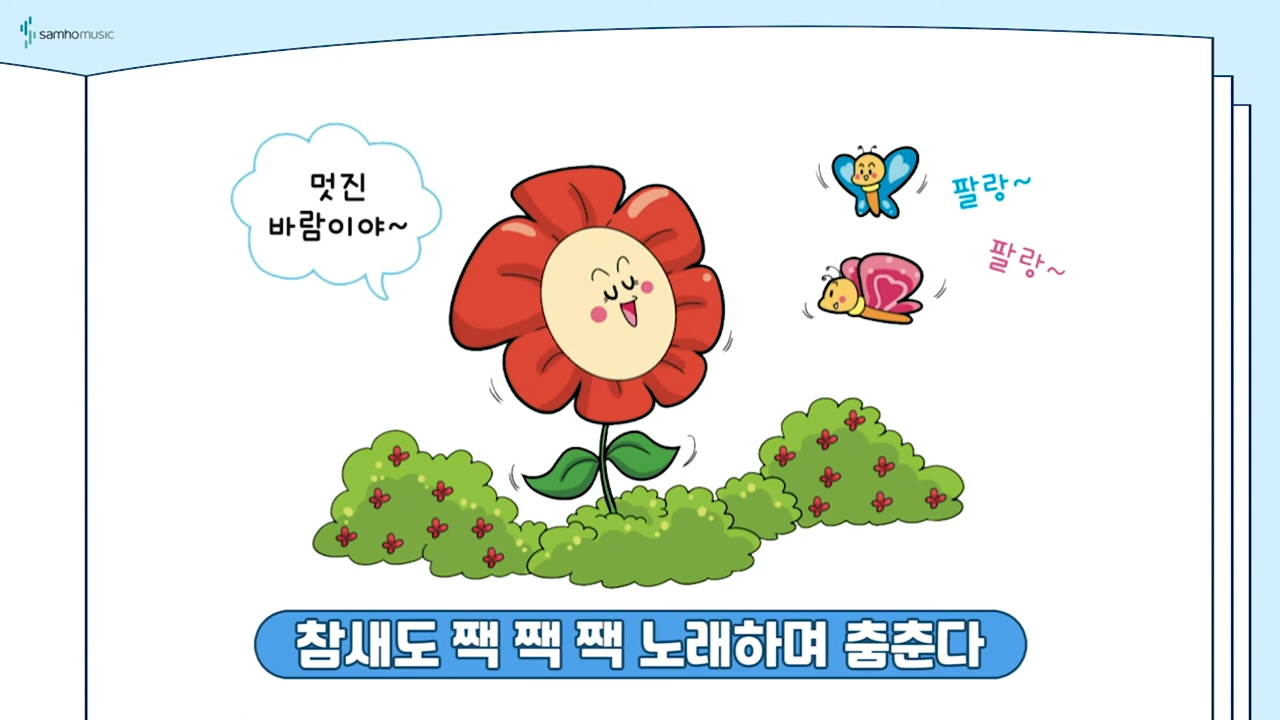 samhomusic
멋진
바람이야~
팔랑~
팔랑~
참새도 짹 짹 짹 노래하며 춤춘다